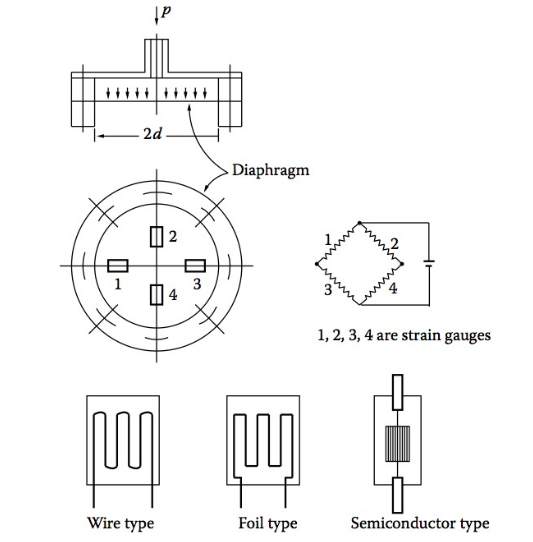 p
2d
Diaphragm
2
1
3
4
1
2
3
4
1, 2, 3, 4 are strain gauges
Wire type
Foil type
Semiconductor type